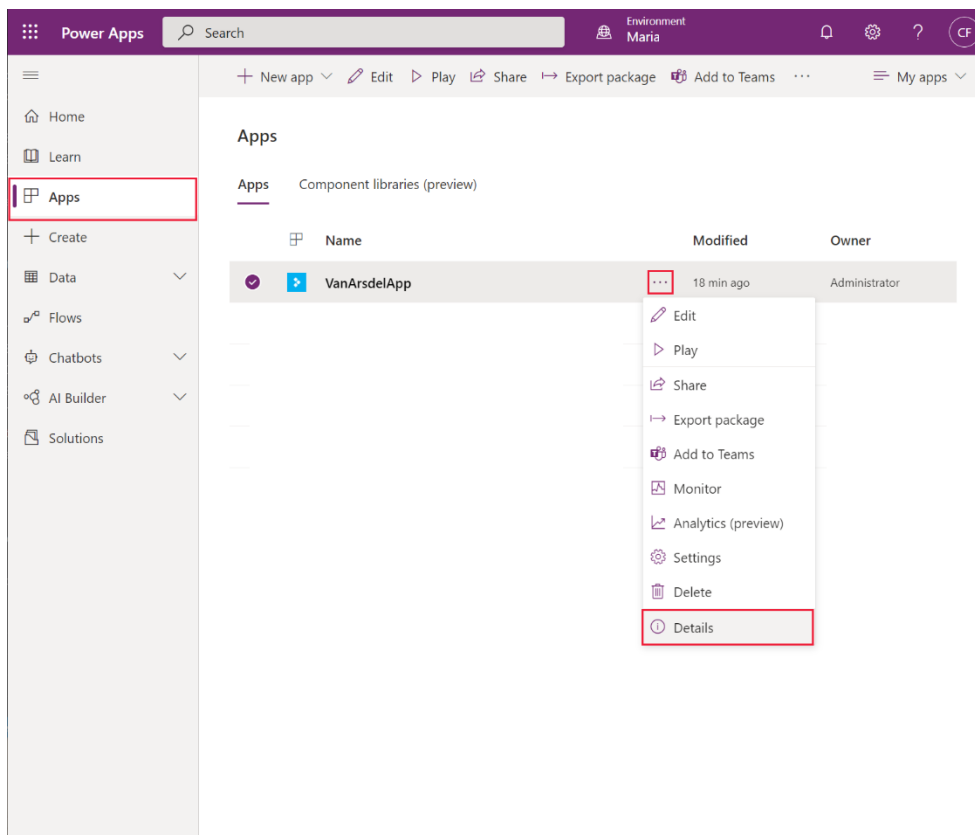 Power Apps
Search
Environment
Maria
?
CF
New app
Edit
Play
Share
Export package
Add to Teams
...
My apps
Home
Learn
Apps
Create
Data
Flows
Chatbots
AI Builder
Solutions
Apps
Apps
Component libraries (preview)
Name
Modified
Owner
VanArsdelApp
...
18 min ago
Administrator
Edit
Play
Share
Export package
Add to Teams
Monitor
Analytics (preview)
Settings
Delete
Details